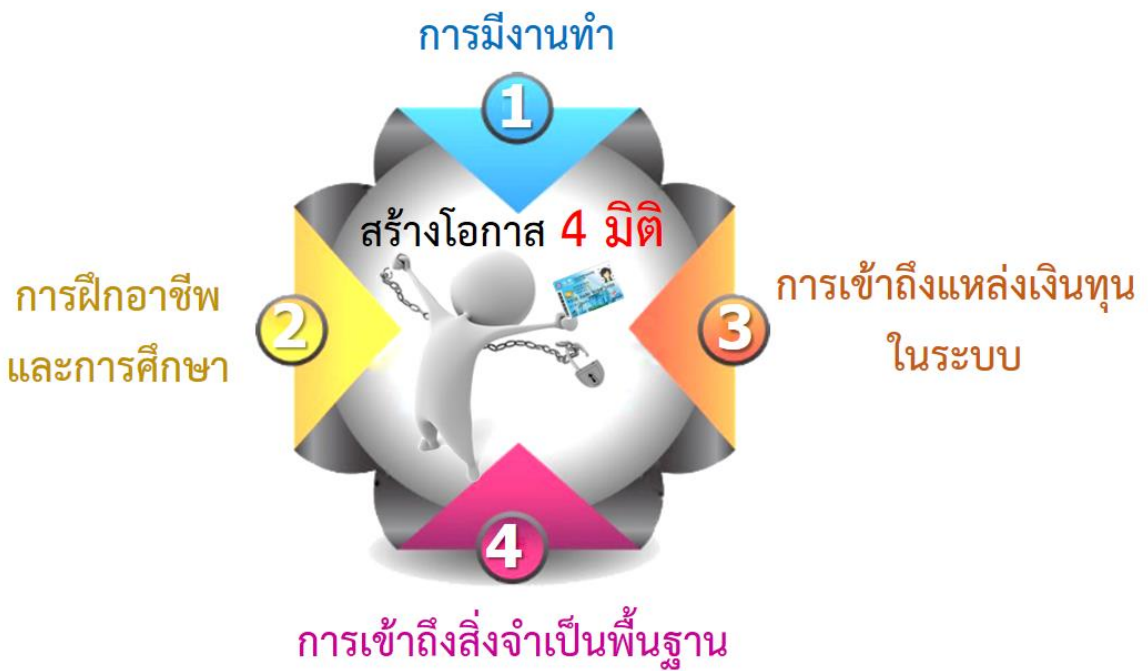 การมีงานทำ
1
สร้างโอกาส 4 มิติ
การฝึกอาชีพ
และการศึกษา
2
3
การเข้าถึงแหล่งเงินทุน
ในระบบ
4
การเข้าถึงสิ่งจำเป็นพื้นฐาน